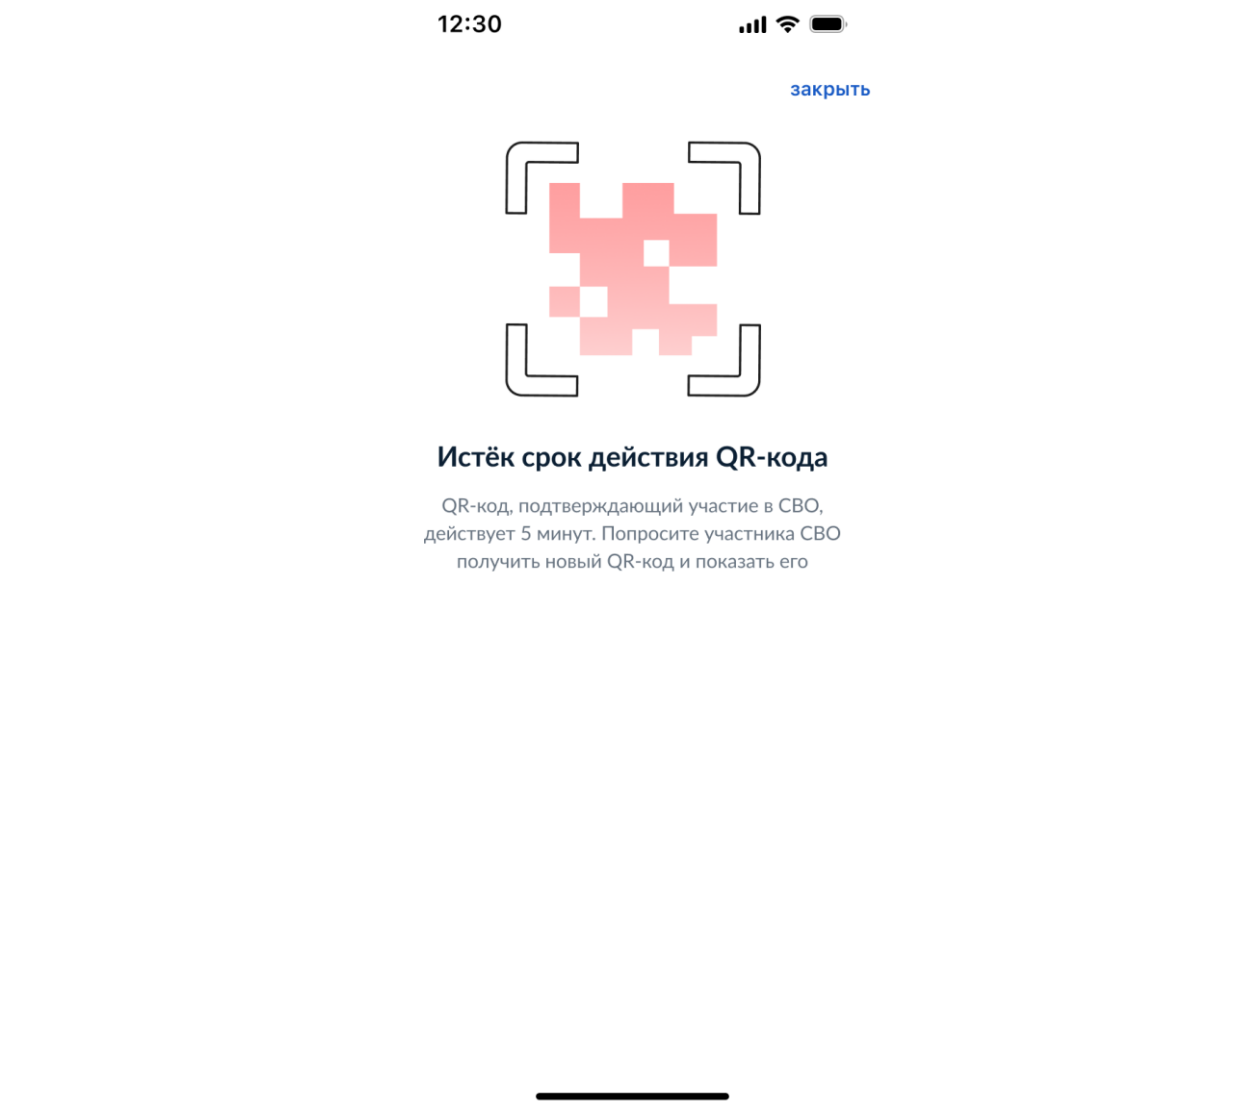 12:30
закрыть
Истёк срок действия QR-кода
QR-код, подтверждающий участие в СВО,
действует 5 минут. Попросите участника СВО
получить новый QR-код и показать его